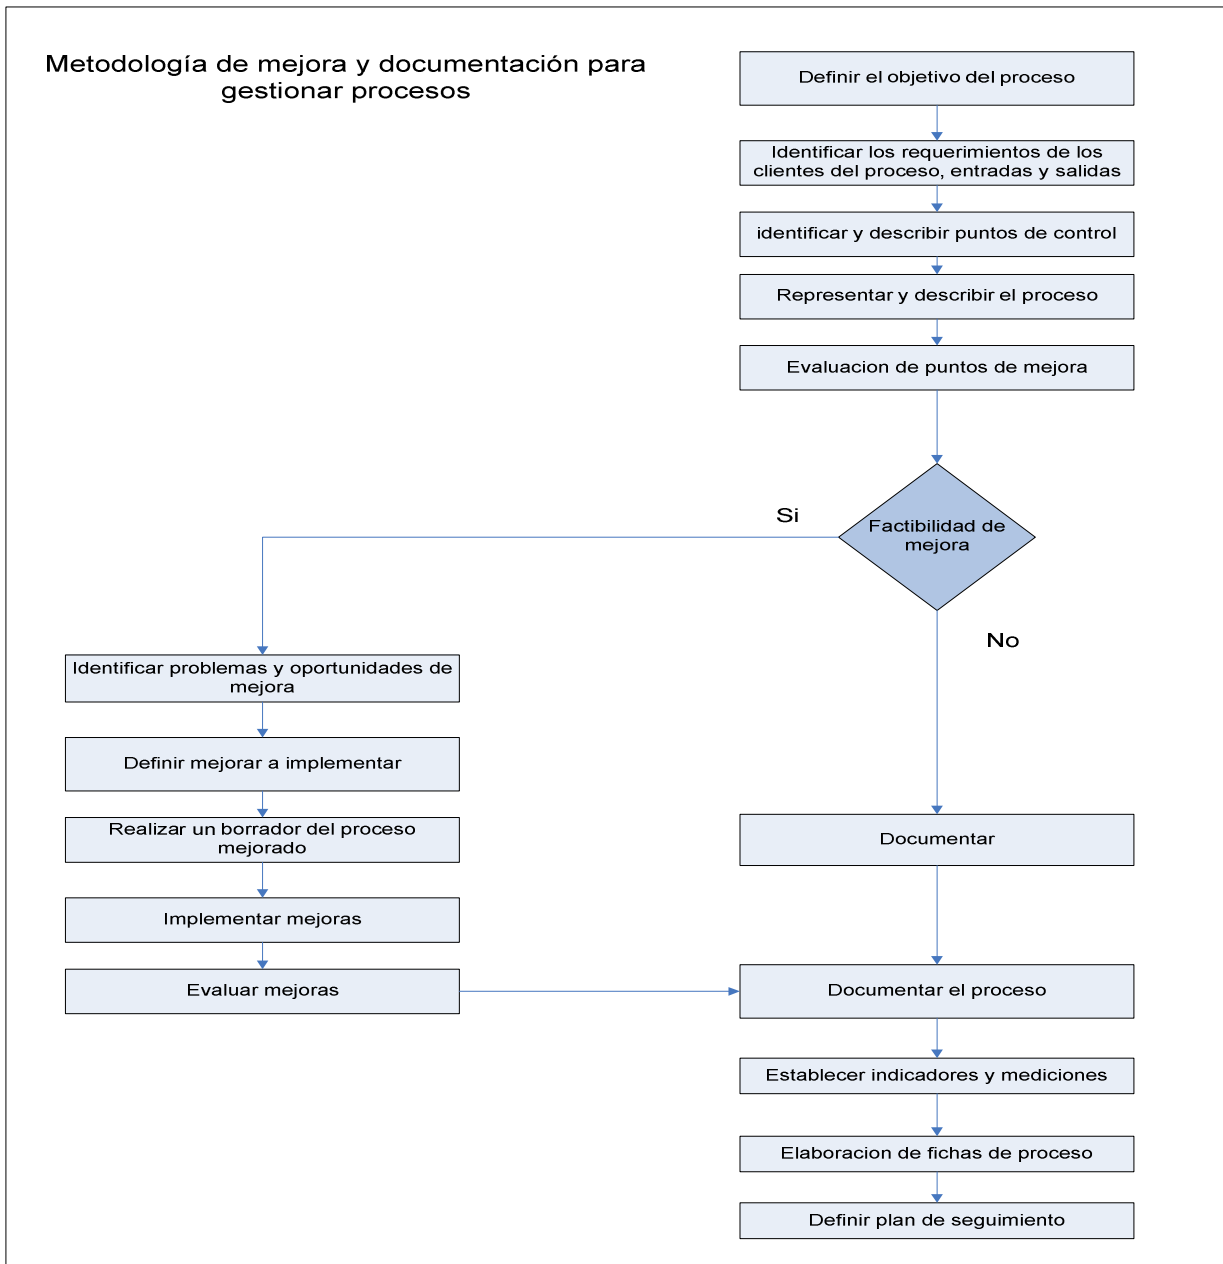 Metodología de mejora y documentación para
gestionar procesos
Definir el objetivo del proceso
Identificar los requerimientos de los
clientes del proceso, entradas y salidas
identificar y describir puntos de control
Representar y describir el proceso
Evaluacion de puntos de mejora
Factibilidad de
mejora
Si
No
Identificar problemas y oportunidades de
mejora
Definir mejorar a implementar
Realizar un borrador del proceso
mejorado
Implementar mejoras
Evaluar mejoras
Documentar
Documentar el proceso
Establecer indicadores y mediciones
Elaboracion de fichas de proceso
Definir plan de seguimiento